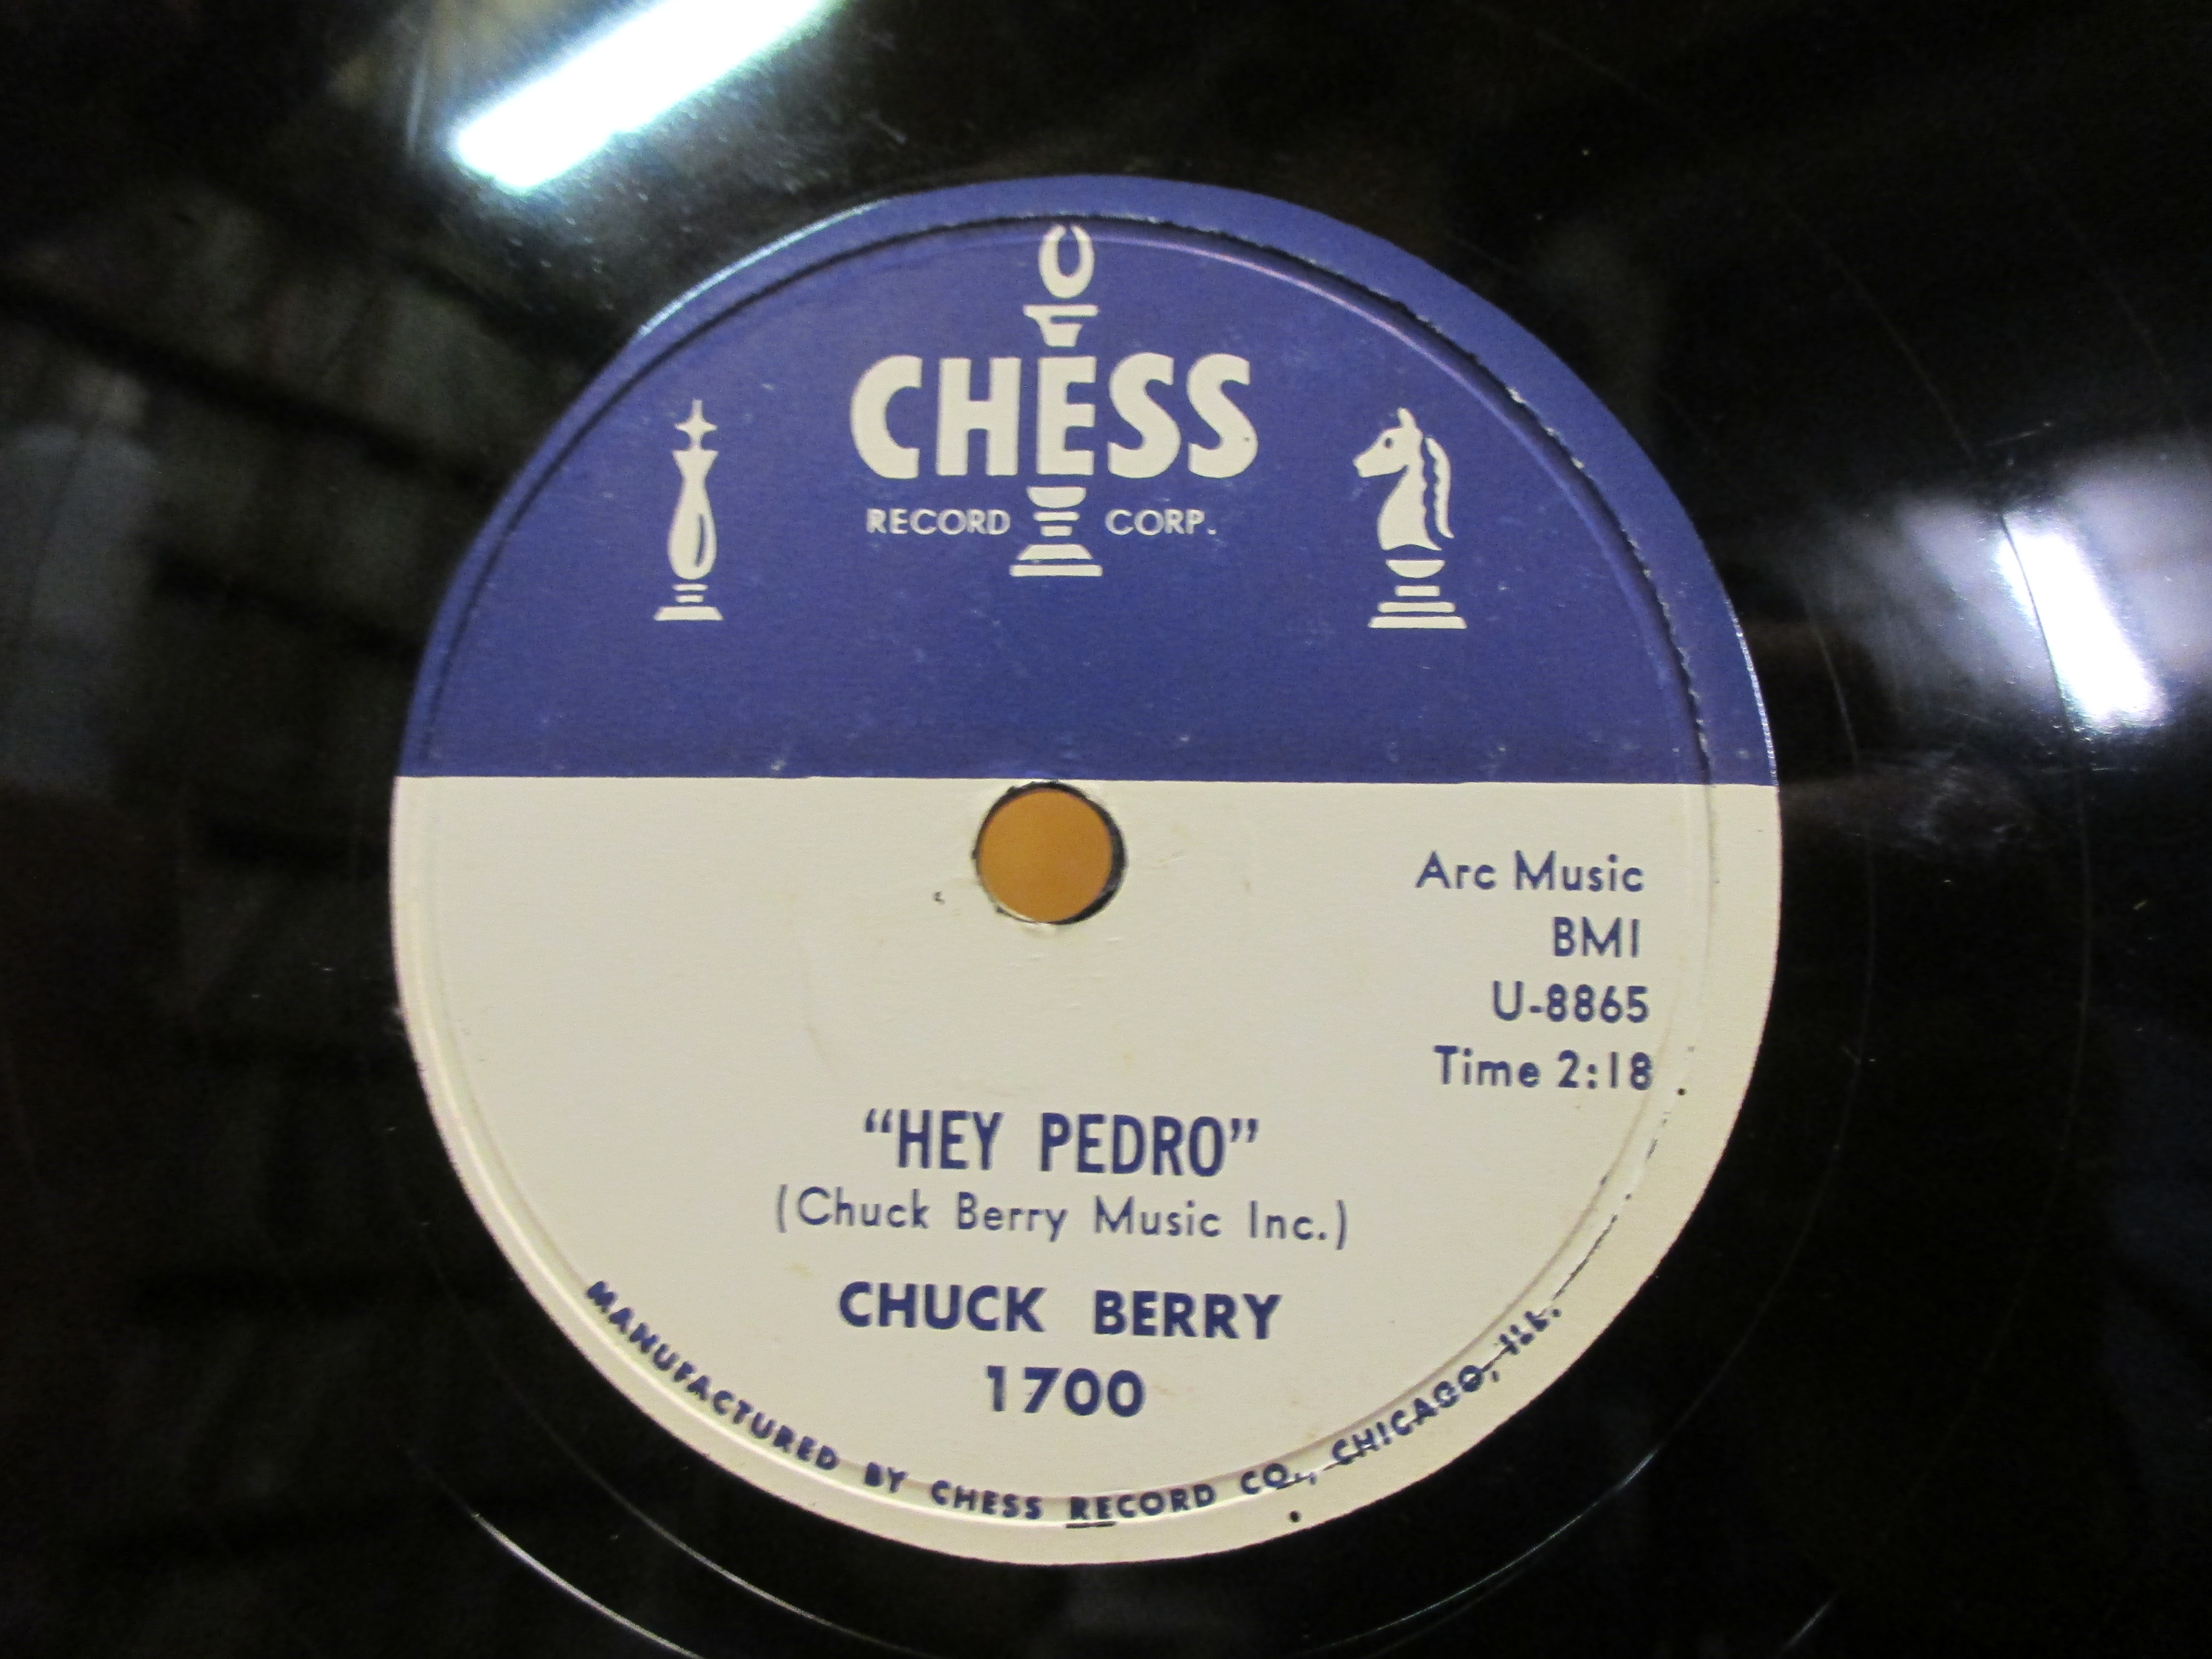 CHESS
RECORD CORP.
Arc Music
BMI
U-8865
Time 2:18
"HEY PEDRO"
(Chuck Berry Music Inc.)
CHUCK BERRY
1700
MANUFACTURED BY CHESS RECORD CO., CHICAGO, ILL.